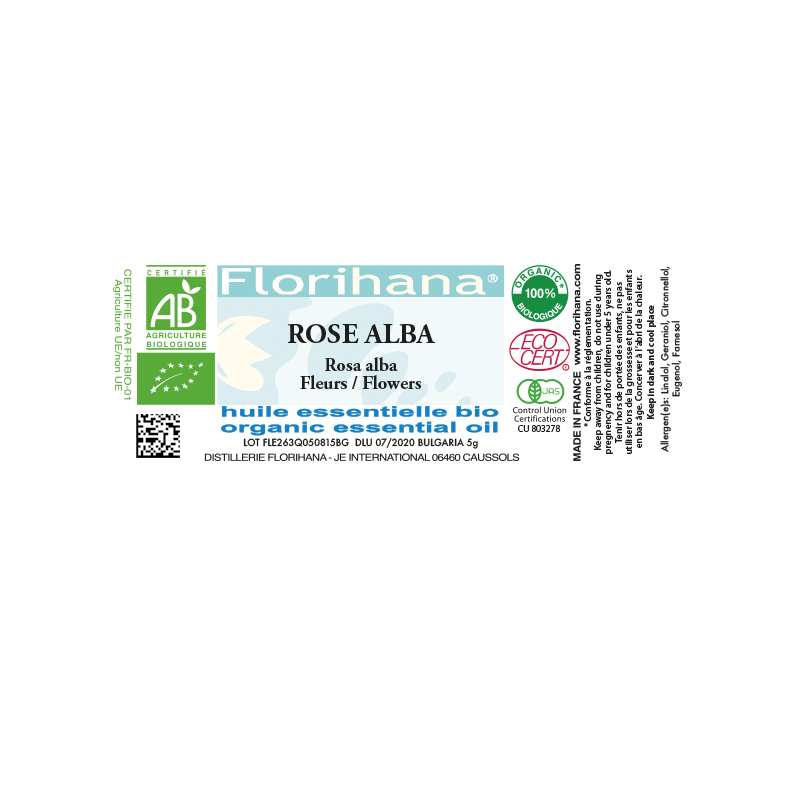 CERTIFIE PAR FR-BIO-01
Agriculture UE/non UE
CERTIFIÉ
AB
AGRICULTURE
BIOLOGIQUE
Florihana®
ROSE ALBA
Rosa alba
Fleurs / Flowers
huile essentielle bio
organic essential oil
LOT FLE263Q050815BG DLU 07/2020 BULGARIA 5g
DISTILLERIE FLORIHANA - JE INTERNATIONAL 06460 CAUSSOLS
ORGANIC*
100%
BIOLOGIQUE
ECO
CERT
®
JAS
Control Union
Certifications
CU 803278
MADE IN FRANCE www.florihana.com
*Conforme à la réglementation.
Keep away from children, do not use during
pregnancy and for children under 5 years old.
Tenir hors de portée des enfants, ne pas
utiliser lors de la grossesse et pour les enfants
en bas âge. Concerver à l'abri de la chaleur.
Keep in dark and cool place
Allergen(e)s: Linalol, Geraniol, Citronnellol,
Eugenol, Farnesol